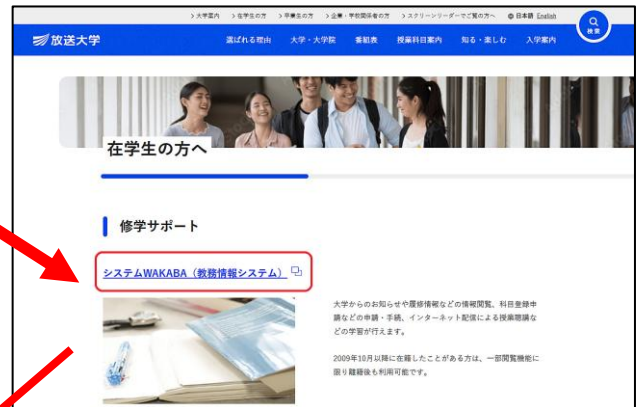 > 大学案内 > 在学生の方 > 卒業生の方 > 企業・学校関係者の方 > スクリーンリーダーでご覧の方へ 日本語 English
検索
放送大学 選ばれる理由 大学・大学院 番組表 授業科目案内 知る・楽しむ 入学案内
在学生の方へ
修学サポート
システムWAKABA（教務情報システム）
大学からのお知らせや履修情報などの情報閲覧、科目登録申
請などの申請・手続、インターネット配信による授業聴講な
どの学習が行えます。
2009年10月以降に在籍したことがある方は、一部閲覧機能に
限り離籍後も利用可能です。